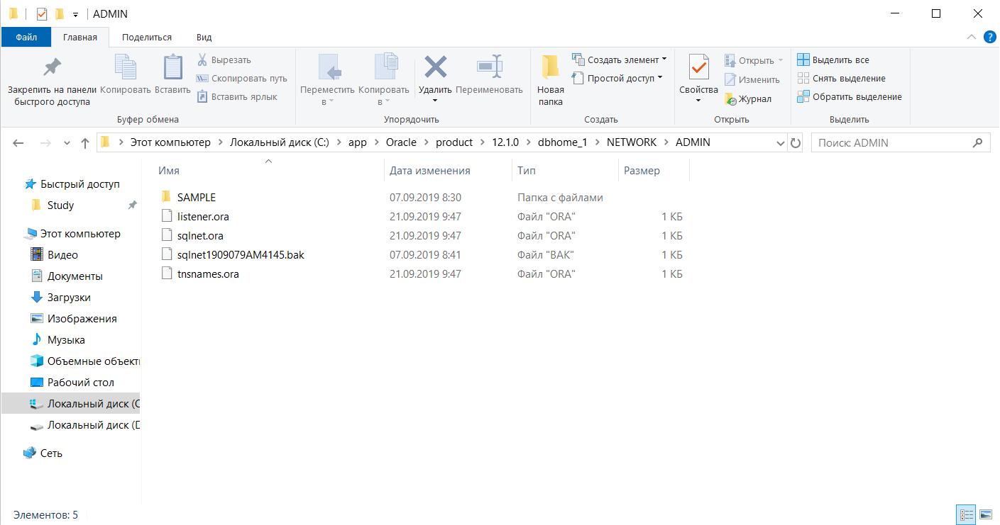 ADMIN
Файл Главная Поделиться Вид
Закрепить на панели быстрого доступа
Копировать
Вставить
Вырезать
Скопировать путь
Вставить ярлык
Буфер обмена
Переместить в
Копировать в
Удалить
Переименовать
Упорядочить
Новая папка
Создать элемент
Простой доступ
Создать
Свойства
Открыть
Изменить
Журнал
Открыть
Выделить все
Снять выделение
Обратить выделение
Выделить
Этот компьютер Локальный диск (C:) app Oracle product 12.1.0 dbhome_1 NETWORK ADMIN
Поиск: ADMIN
Быстрый доступ
Study
Этот компьютер
Видео
Документы
Загрузки
Изображения
Музыка
Объемные объекты
Рабочий стол
Локальный диск (C
Локальный диск (D
Сеть
Имя Дата изменения Тип Размер
SAMPLE 07.09.2019 8:30 Папка с файлами
listener.ora 21.09.2019 9:47 Файл "ORA" 1 КБ
sqlnet.ora 21.09.2019 9:47 Файл "ORA" 1 КБ
sqlnet1909079AM4145.bak 07.09.2019 8:41 Файл "BAK" 1 КБ
tnsnames.ora 21.09.2019 9:47 Файл "ORA" 1 КБ
Элементов: 5